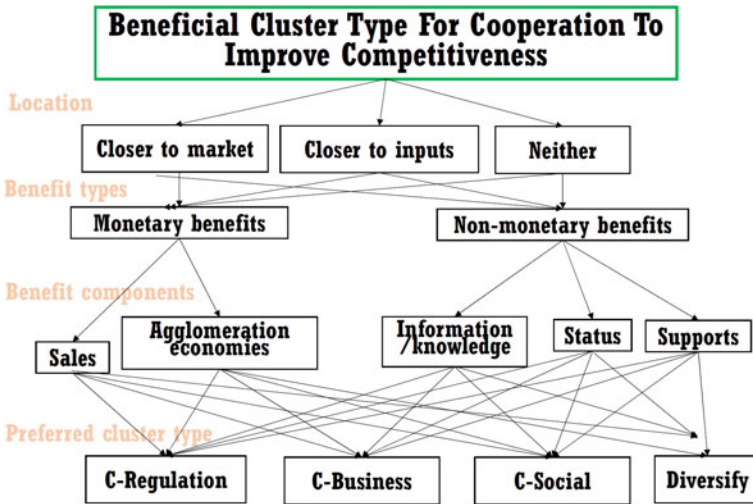 Beneficial Cluster Type For Cooperation To
Improve Competitiveness
Location
Closer to market
Closer to inputs
Neither
Benefit types
Monetary benefits
Non-monetary benefits
Benefit components
Sales
Agglomeration
economies
Information
/knowledge
Status
Supports
Preferred cluster type
C-Regulation
C-Business
C-Social
Diversify